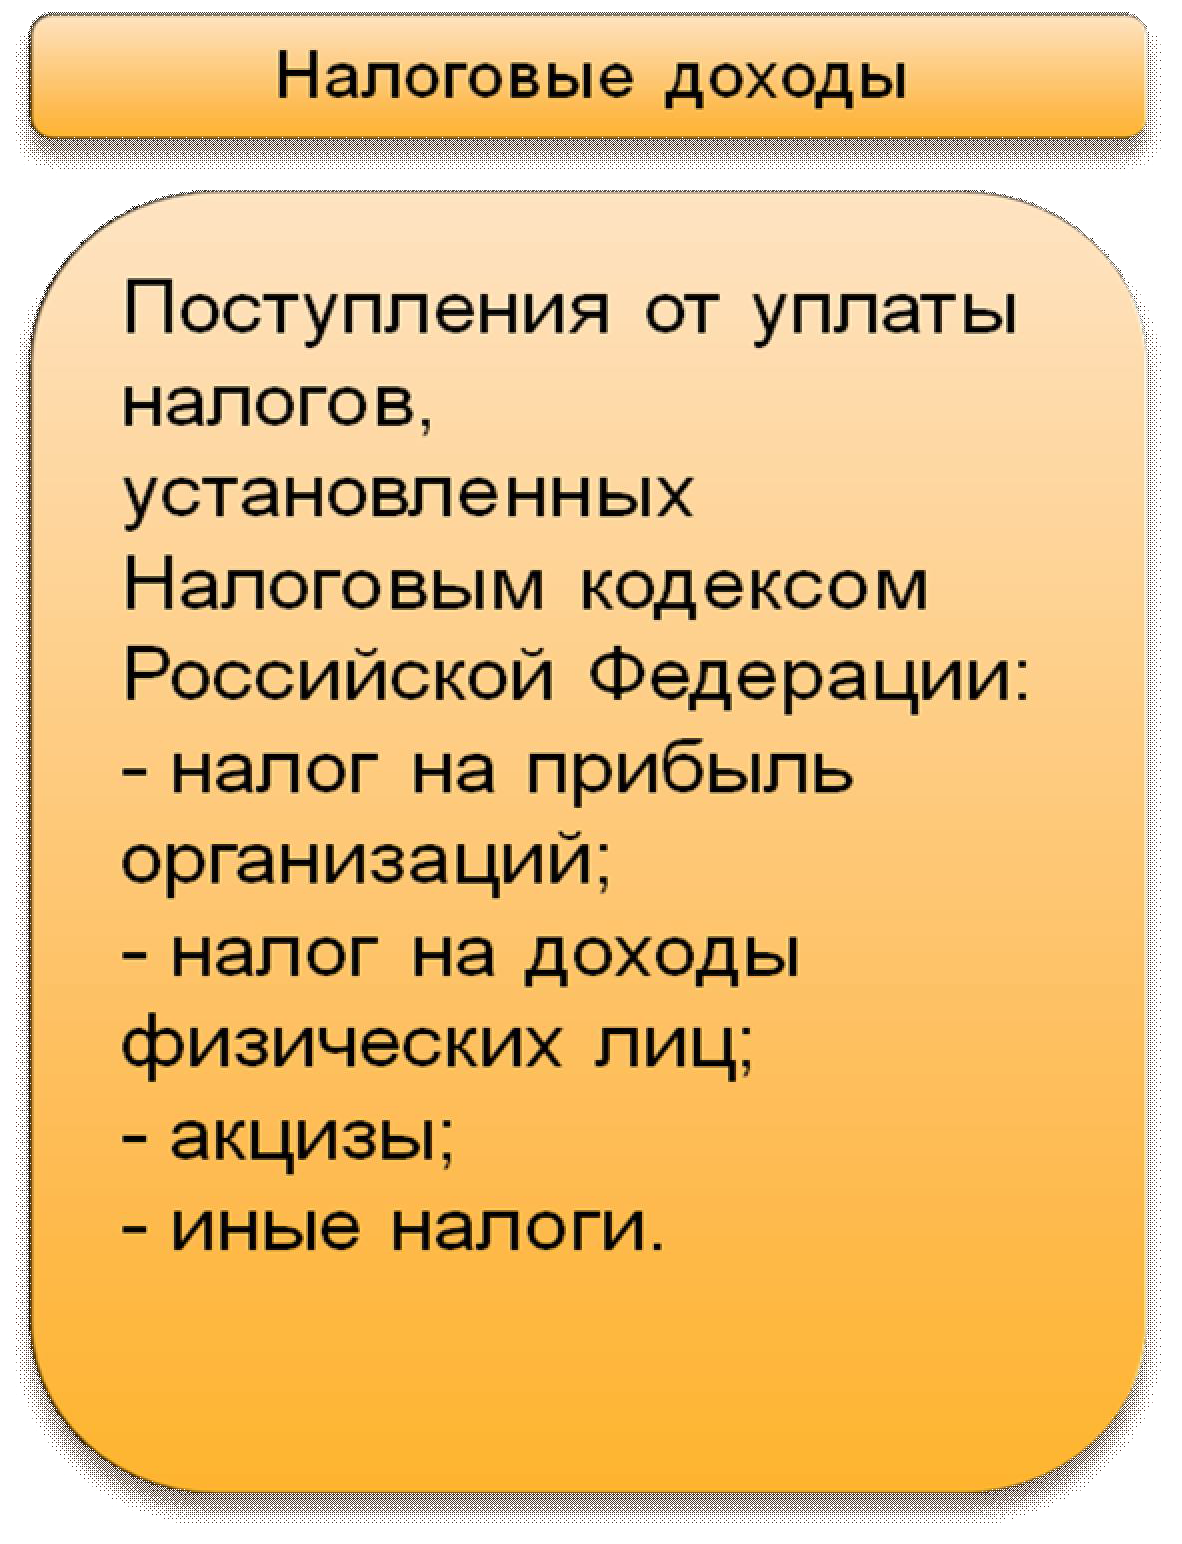 Налоговые доходы
Поступления от уплаты
налогов,
установленных
Налоговым кодексом
Российской Федерации:
- налог на прибыль
организаций;
- налог на доходы
физических лиц;
- акцизы;
- иные налоги.